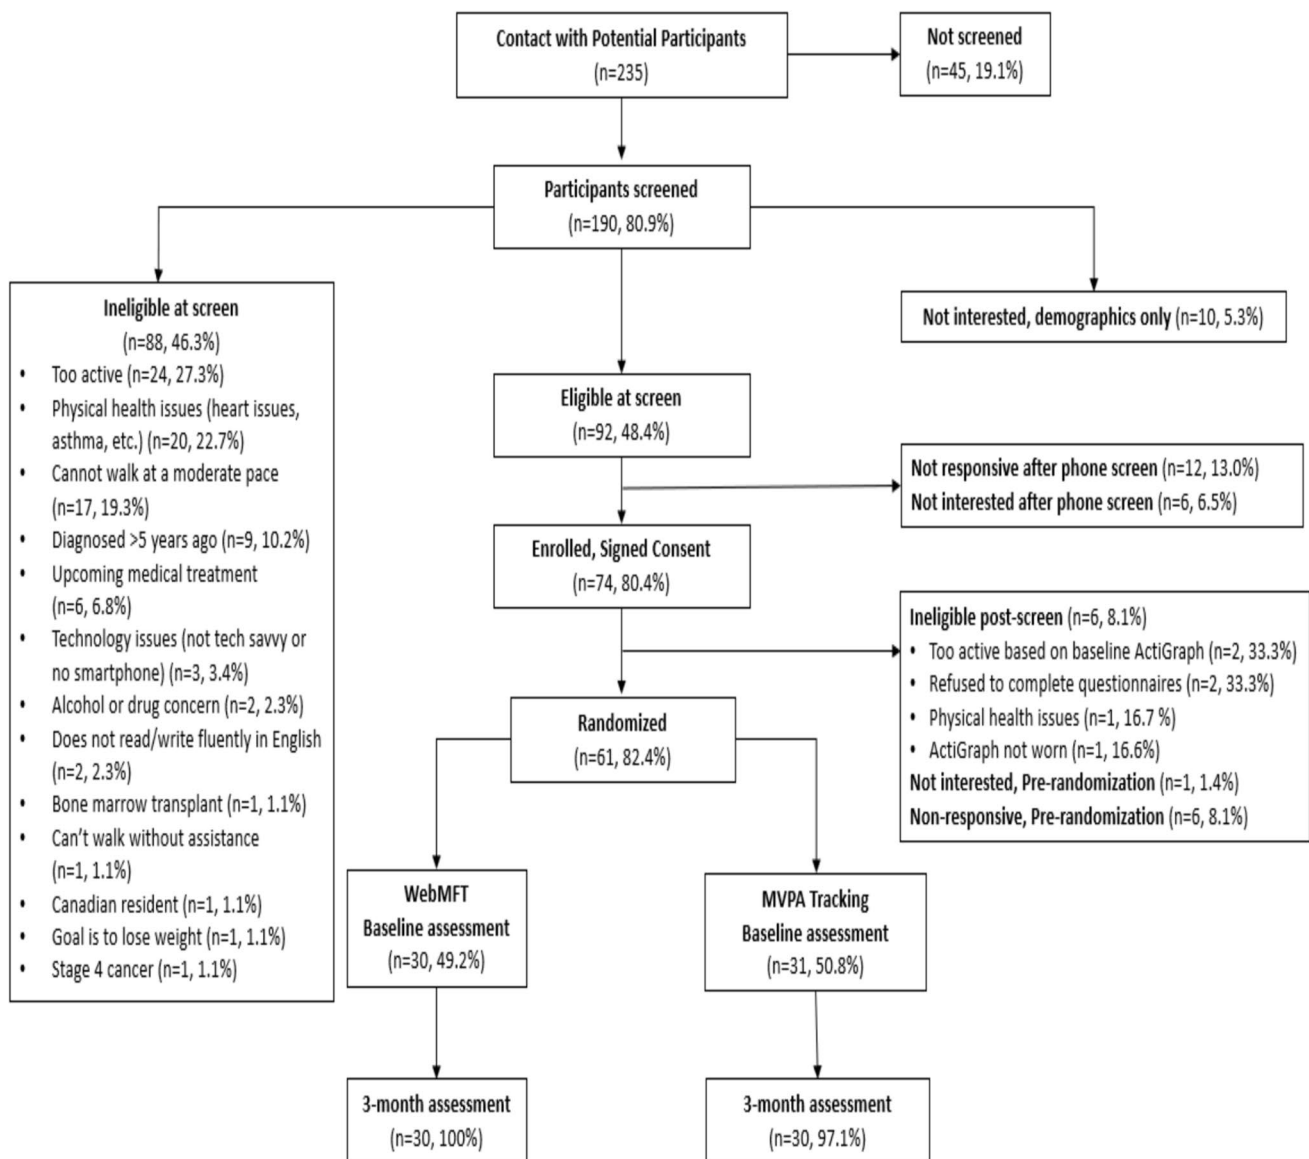 Contact with Potential Participants
(n=235)
Not screened
(n=45, 19.1%)
Participants screened
(n=190, 80.9%)
Ineligible at screen
(n=88, 46.3%)
• Too active (n=24, 27.3%)
• Physical health issues (heart issues,
asthma, etc.) (n=20, 22.7%)
• Cannot walk at a moderate pace
(n=17, 19.3%)
• Diagnosed >5 years ago (n=9, 10.2%)
• Upcoming medical treatment
(n=6, 6.8%)
• Technology issues (not tech savvy or
no smartphone) (n=3, 3.4%)
• Alcohol or drug concern (n=2, 2.3%)
• Does not read/write fluently in English
(n=2, 2.3%)
• Bone marrow transplant (n=1, 1.1%)
• Can't walk without assistance
(n=1, 1.1%)
• Canadian resident (n=1, 1.1%)
• Goal is to lose weight (n=1, 1.1%)
• Stage 4 cancer (n=1, 1.1%)
Not interested, demographics only (n=10, 5.3%)
Eligible at screen
(n=92, 48.4%)
Not responsive after phone screen (n=12, 13.0%)
Not interested after phone screen (n=6, 6.5%)
Enrolled, Signed Consent
(n=74, 80.4%)
Ineligible post-screen (n=6, 8.1%)
• Too active based on baseline ActiGraph (n=2, 33.3%)
• Refused to complete questionnaires (n=2, 33.3%)
• Physical health issues (n=1, 16.7 %)
• ActiGraph not worn (n=1, 16.6%)
Not interested, Pre-randomization (n=1, 1.4%)
Non-responsive, Pre-randomization (n=6, 8.1%)
Randomized
(n=61, 82.4%)
WebMFT
Baseline assessment
(n=30, 49.2%)
MVPA Tracking
Baseline assessment
(n=31, 50.8%)
3-month assessment
(n=30, 100%)
3-month assessment
(n=30, 97.1%)